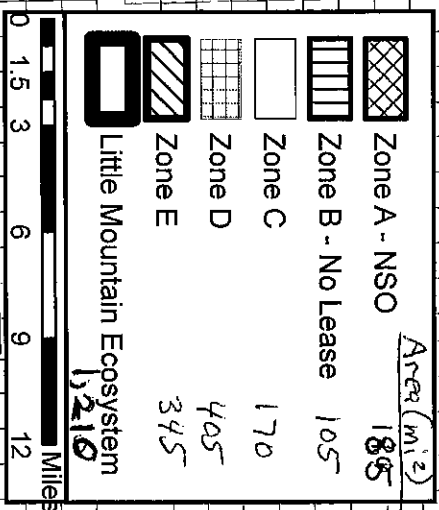 Area (mi²)
Zone A - NSO 185
Zone B - No Lease 105
Zone C 170
Zone D 405
Zone E 345
Little Mountain Ecosystem 1,210
0 1.5 3 6 9 12 Miles